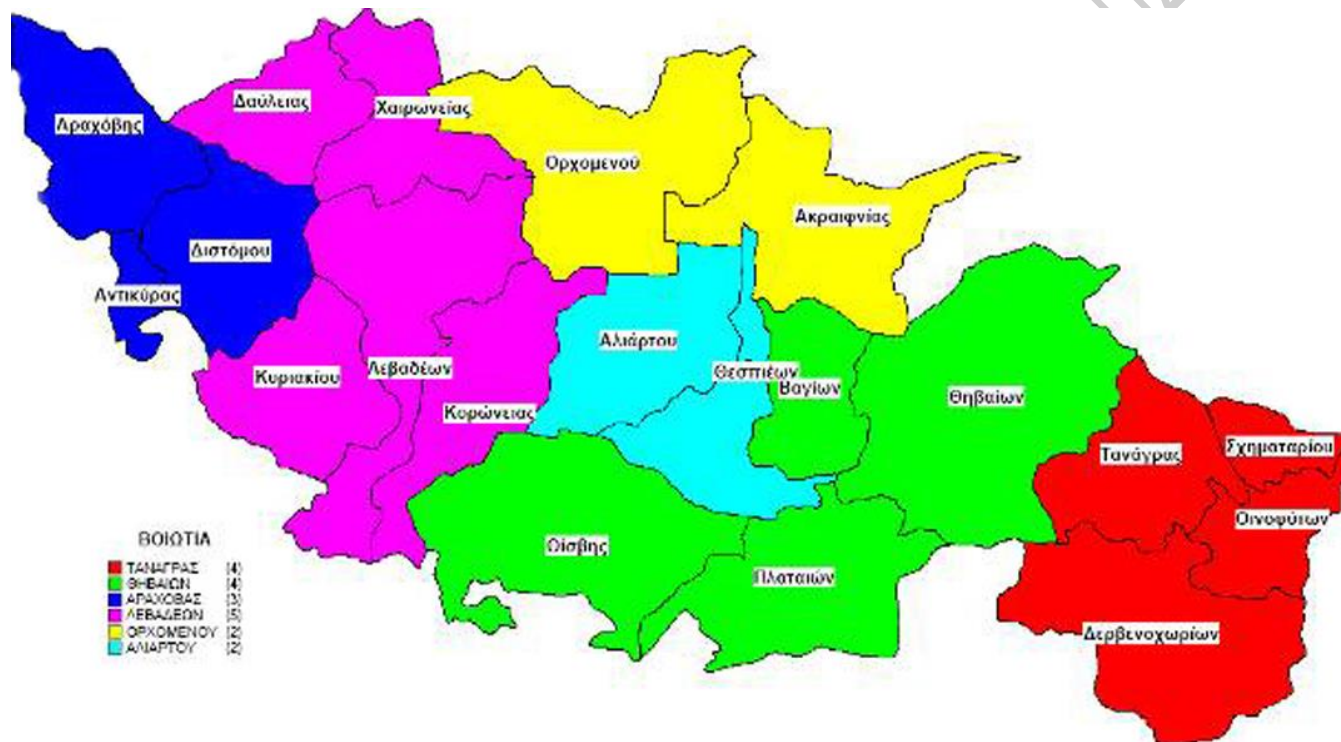 Δαύλειας
Χαιρωνείας
Αραχόβης
Ορχομενού
Ακραιφνίας
Διστόμου
Αντικύρας
Αλιάρτου
Κυριακίου
Λεβαδέων
Θεσπιέων
Βαγίων
Θηβαίων
Κορώνειας
Τανάγρας
Σχηματαρίου
Οινοφύτων
Θίσβης
Πλαταιών
Δερβενοχωρίων
ΒΟΙΩΤΙΑ
ΤΑΝΑΓΡΑΣ (4)
ΘΗΒΑΙΩΝ (4)
ΑΡΑΧΟΒΑΣ (3)
ΛΕΒΑΔΕΩΝ (5)
ΟΡΧΟΜΕΝΟΥ (2)
ΑΛΙΑΡΤΟΥ (2)